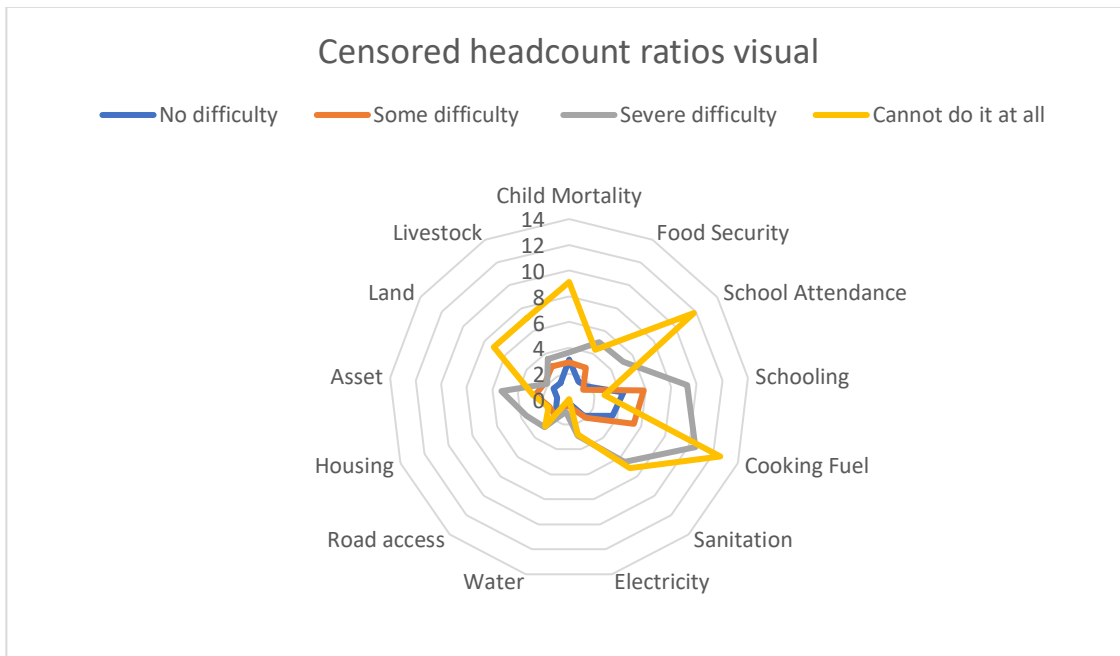 Censored headcount ratios visual
No difficulty
Some difficulty
Severe difficulty
Cannot do it at all
Child Mortality
Food Security
School Attendance
Schooling
Cooking Fuel
Sanitation
Electricity
Water
Road access
Housing
Asset
Land
Livestock
14
12
10
8
6
4
2
0